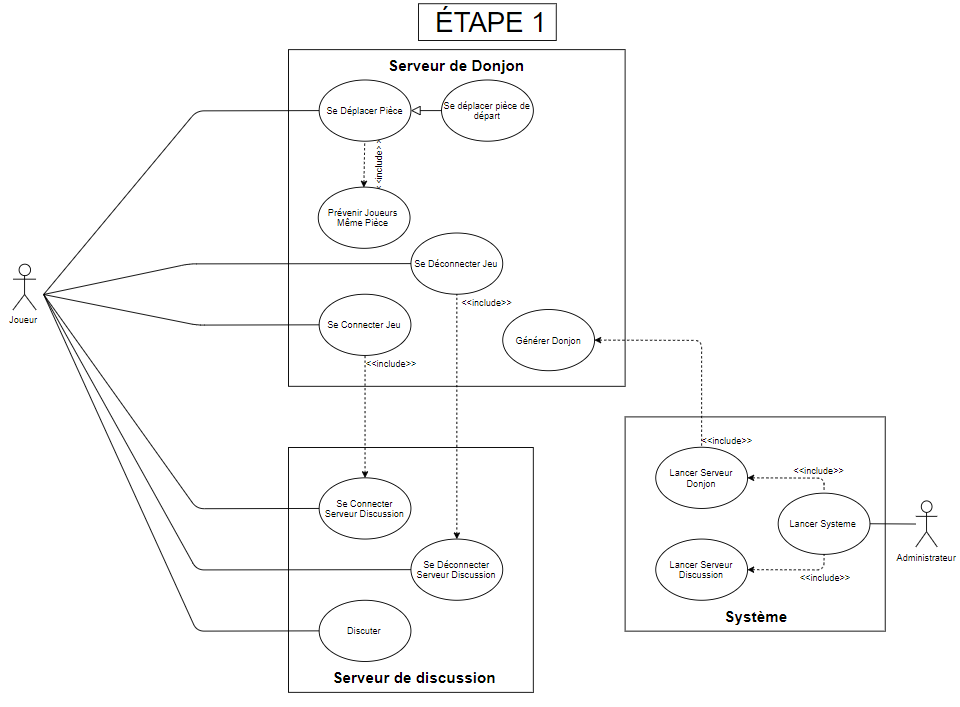 ÉTAPE 1
Serveur de Donjon
Se Déplacer Pièce
Se déplacer pièce de
départ
<<include>>
Prévenir Joueurs
Même Pièce
Se Déconnecter Jeu
<<include>>
Joueur
Se Connecter Jeu
<<include>>
Générer Donjon
<<include>>
Lancer Serveur
Donjon
<<include>>
Lancer Systeme
Administrateur
Lancer Serveur
Discussion
<<include>>
Système
Se Connecter
Serveur Discussion
Se Déconnecter
Serveur Discussion
Discuter
Serveur de discussion